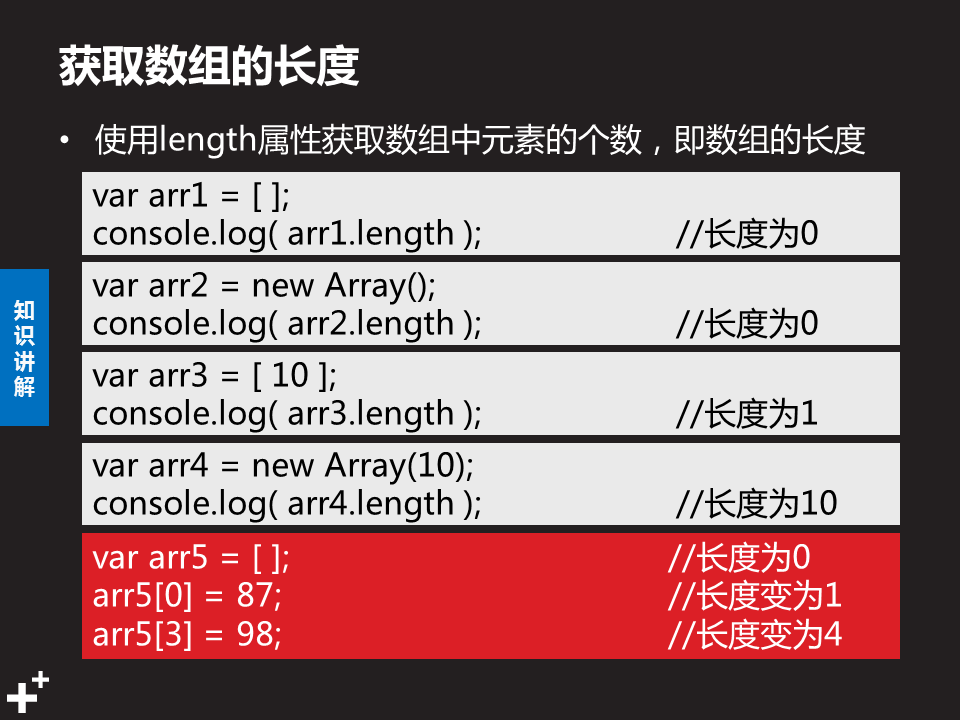 获取数组的长度
• 使用length属性获取数组中元素的个数，即数组的长度
var arr1 = [ ];
console.log( arr1.length ); //长度为0
var arr2 = new Array();
console.log( arr2.length ); //长度为0
var arr3 = [ 10 ];
console.log( arr3.length ); //长度为1
var arr4 = new Array(10);
console.log( arr4.length ); //长度为10
var arr5 = [ ]; //长度为0
arr5[0] = 87; //长度变为1
arr5[3] = 98; //长度变为4
知识讲解